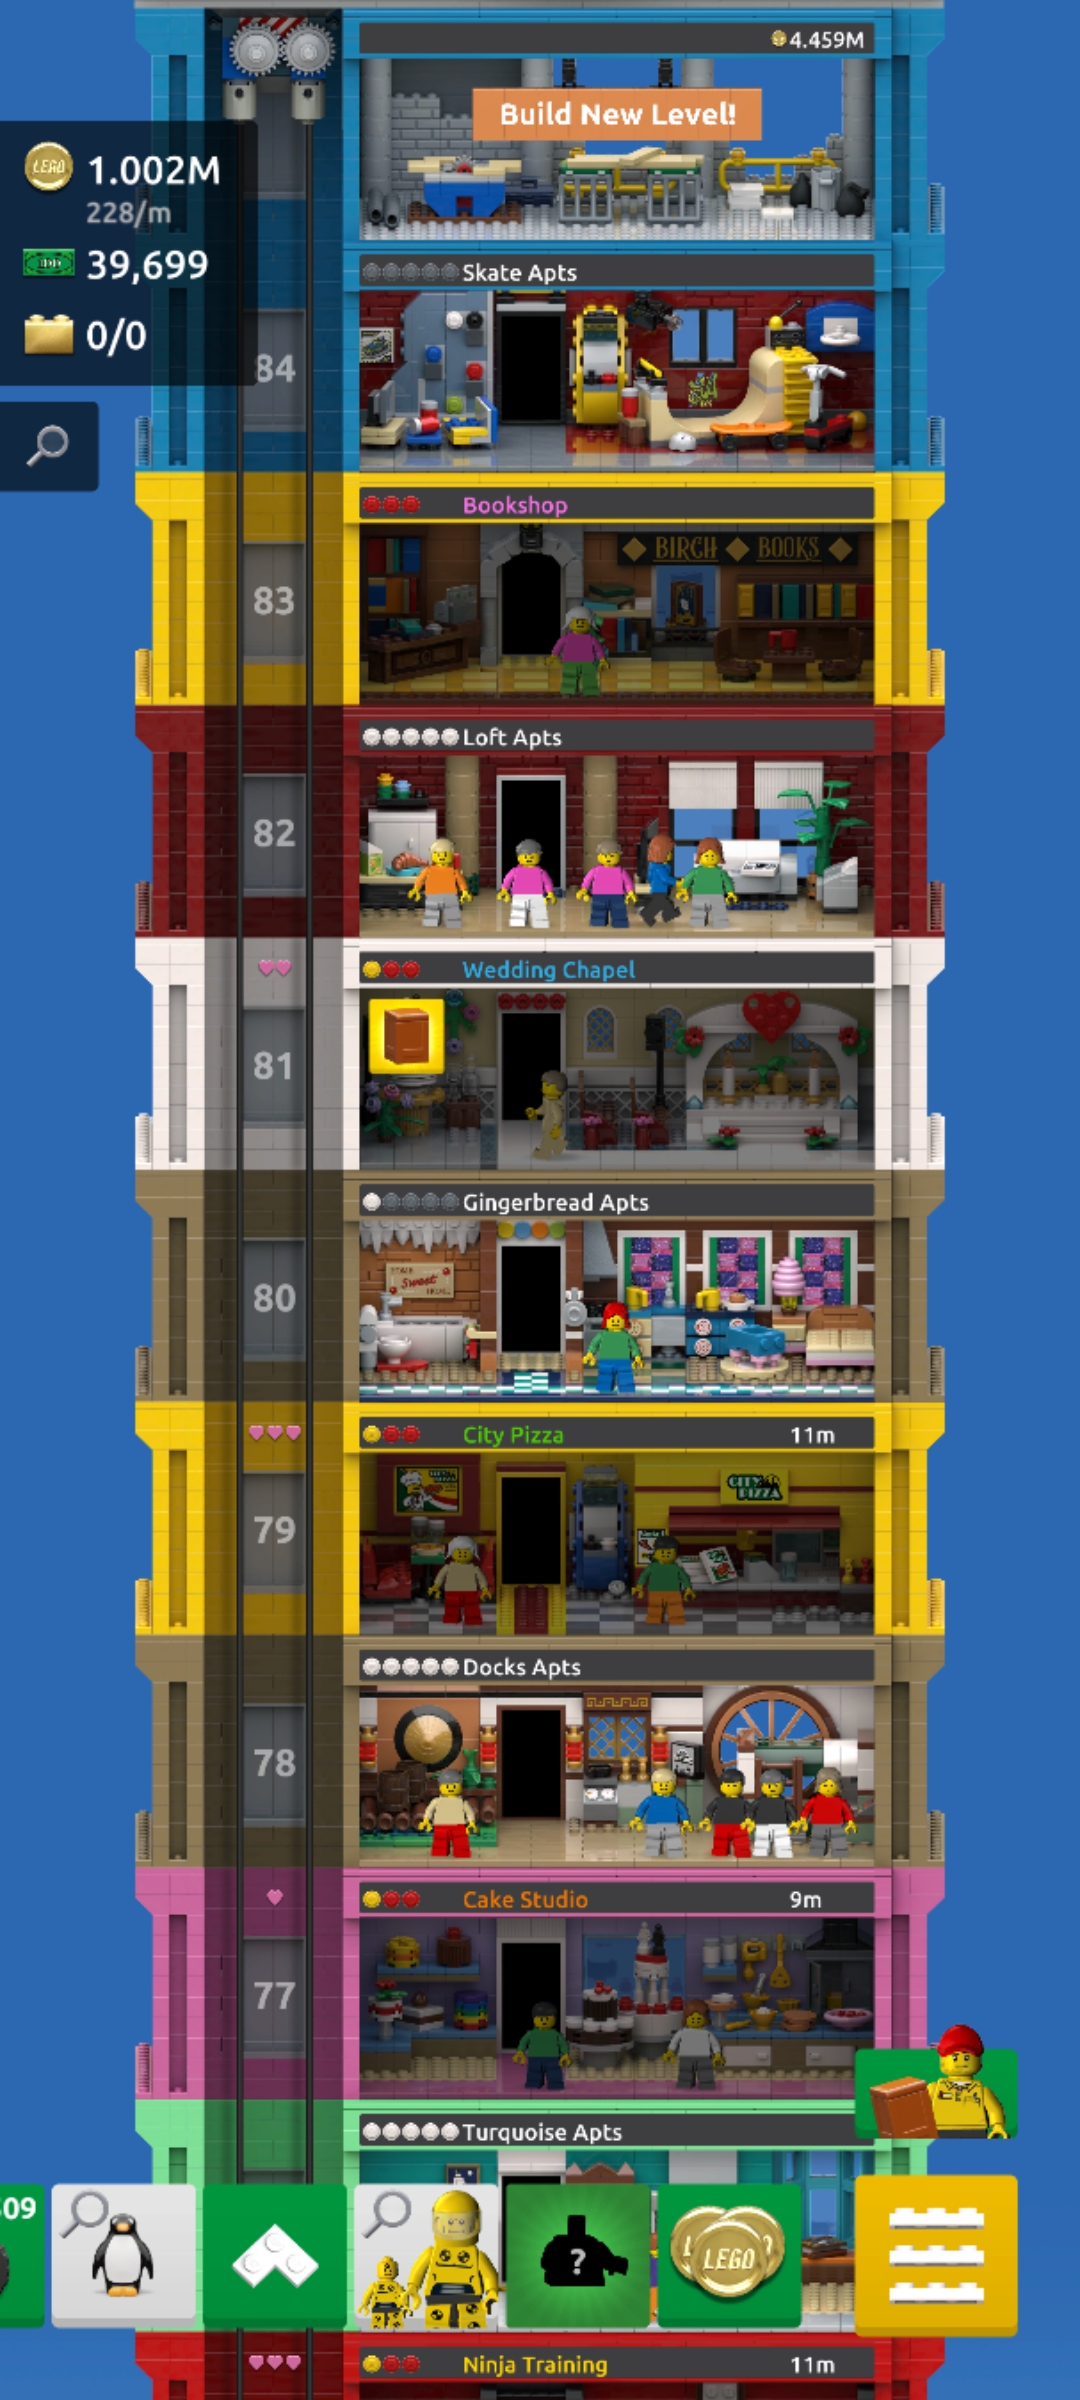 4.459M
Build New Level!
LEGO 1.002M
228/m
39,699
0/0
Skate Apts
84
Bookshop
BIRCH BOOKS
83
Loft Apts
82
Wedding Chapel
81
Gingerbread Apts
Sweet
80
City Pizza 11m
CITY
PIZZA
79
Docks Apts
78
Cake Studio 9m
77
Turquoise Apts
09
?
LEGO
Ninja Training 11m